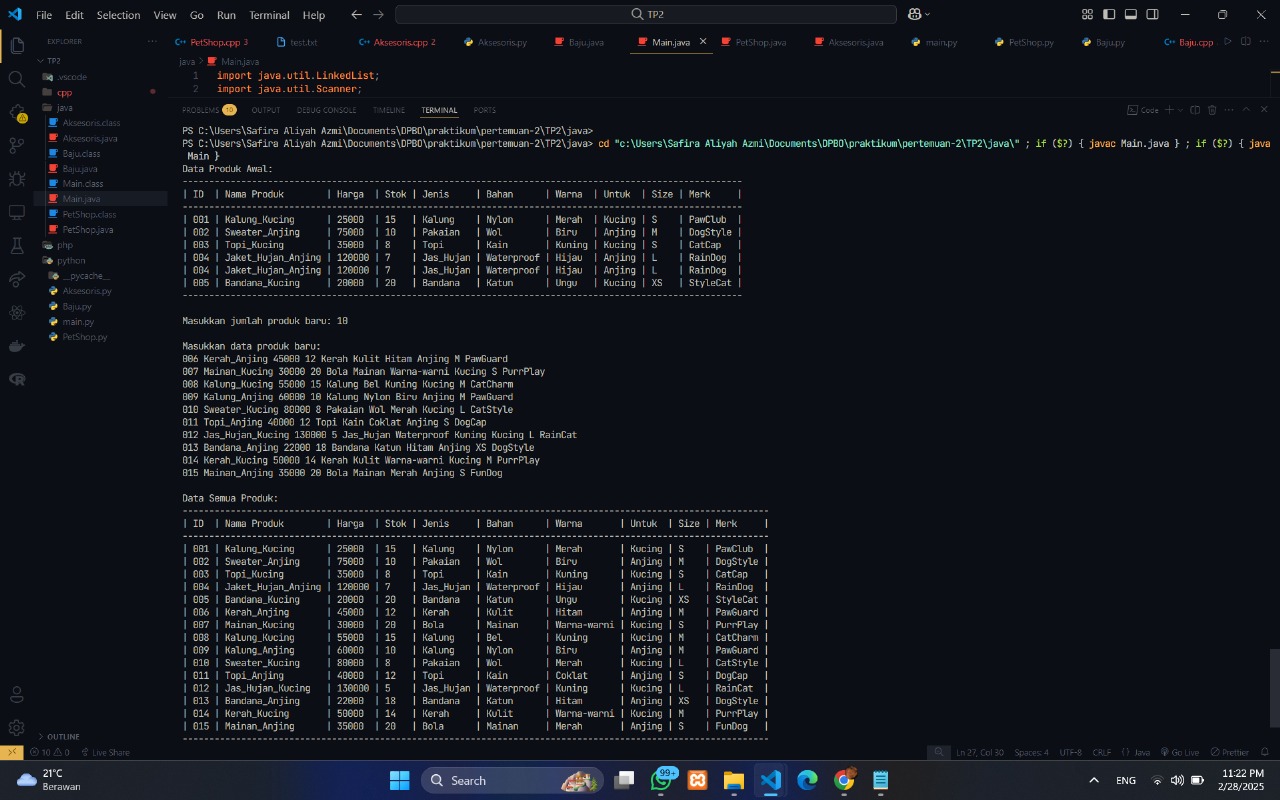 File Edit Selection View Go Run Terminal Help
TP2
EXPLORER
PetShop.cpp 3 test.txt Aksesoris.cpp 2 Aksesoris.py Baju.java Main.java PetShop.java Aksesoris.java main.py PetShop.py Baju.py Baju.cpp
TP2
.vscode
cpp
java
Aksesoris.class
Aksesoris.java
Baju.class
Baju.java
Main.class
Main.java
PetShop.class
PetShop.java
php
python
__pycache__
Aksesoris.py
Baju.py
main.py
PetShop.py
OUTLINE
java > Main.java
1 import java.util.LinkedList;
2 import java.util.Scanner;
PROBLEMS 10 OUTPUT DEBUG CONSOLE TIMELINE TERMINAL PORTS
Code
PS C:\Users\Safira Aliyah Azmi\Documents\DPBO\praktikum\pertemuan-2\TP2\java>
PS C:\Users\Safira Aliyah Azmi\Documents\DPBO\praktikum\pertemuan-2\TP2\java> cd "c:\Users\Safira Aliyah Azmi\Documents\DPBO\praktikum\pertemuan-2\TP2\java\" ; if ($?) { javac Main.java } ; if ($?) { java
Main }
Data Produk Awal:
| ID | Nama Produk | Harga | Stok | Jenis | Bahan | Warna | Untuk | Size | Merk |
| 001 | Kalung_Kucing | 25000 | 15 | Kalung | Nylon | Merah | Kucing | S | PawClub |
| 002 | Sweater_Anjing | 75000 | 10 | Pakaian | Wol | Biru | Anjing | M | DogStyle |
| 003 | Topi_Kucing | 35000 | 8 | Topi | Kain | Kuning | Kucing | S | CatCap |
| 004 | Jaket_Hujan_Anjing | 120000 | 7 | Jas_Hujan | Waterproof | Hijau | Anjing | L | RainDog |
| 004 | Jaket_Hujan_Anjing | 120000 | 7 | Jas_Hujan | Waterproof | Hijau | Anjing | L | RainDog |
| 005 | Bandana_Kucing | 20000 | 20 | Bandana | Katun | Ungu | Kucing | XS | StyleCat |
Masukkan jumlah produk baru: 10
Masukkan data produk baru:
006 Kerah_Anjing 45000 12 Kerah Kulit Hitam Anjing M PawGuard
007 Mainan_Kucing 30000 20 Bola Mainan Warna-warni Kucing S PurrPlay
008 Kalung_Kucing 55000 15 Kalung Bel Kuning Kucing M CatCharm
009 Kalung_Anjing 60000 10 Kalung Nylon Biru Anjing M PawGuard
010 Sweater_Kucing 80000 8 Pakaian Wol Merah Kucing L CatStyle
011 Topi_Anjing 40000 12 Topi Kain Coklat Anjing S DogCap
012 Jas_Hujan_Kucing 130000 5 Jas_Hujan Waterproof Kuning Kucing L RainCat
013 Bandana_Anjing 22000 18 Bandana Katun Hitam Anjing XS DogStyle
014 Kerah_Kucing 50000 14 Kerah Kulit Warna-warni Kucing M PurrPlay
015 Mainan_Anjing 35000 20 Bola Mainan Merah Anjing S FunDog
Data Semua Produk:
| ID | Nama Produk | Harga | Stok | Jenis | Bahan | Warna | Untuk | Size | Merk |
| 001 | Kalung_Kucing | 25000 | 15 | Kalung | Nylon | Merah | Kucing | S | PawClub |
| 002 | Sweater_Anjing | 75000 | 10 | Pakaian | Wol | Biru | Anjing | M | DogStyle |
| 003 | Topi_Kucing | 35000 | 8 | Topi | Kain | Kuning | Kucing | S | CatCap |
| 004 | Jaket_Hujan_Anjing | 120000 | 7 | Jas_Hujan | Waterproof | Hijau | Anjing | L | RainDog |
| 005 | Bandana_Kucing | 20000 | 20 | Bandana | Katun | Ungu | Kucing | XS | StyleCat |
| 006 | Kerah_Anjing | 45000 | 12 | Kerah | Kulit | Hitam | Anjing | M | PawGuard |
| 007 | Mainan_Kucing | 30000 | 20 | Bola | Mainan | Warna-warni | Kucing | S | PurrPlay |
| 008 | Kalung_Kucing | 55000 | 15 | Kalung | Bel | Kuning | Kucing | M | CatCharm |
| 009 | Kalung_Anjing | 60000 | 10 | Kalung | Nylon | Biru | Anjing | M | PawGuard |
| 010 | Sweater_Kucing | 80000 | 8 | Pakaian | Wol | Merah | Kucing | L | CatStyle |
| 011 | Topi_Anjing | 40000 | 12 | Topi | Kain | Coklat | Anjing | S | DogCap |
| 012 | Jas_Hujan_Kucing | 130000 | 5 | Jas_Hujan | Waterproof | Kuning | Kucing | L | RainCat |
| 013 | Bandana_Anjing | 22000 | 18 | Bandana | Katun | Hitam | Anjing | XS | DogStyle |
| 014 | Kerah_Kucing | 50000 | 14 | Kerah | Kulit | Warna-warni | Kucing | M | PurrPlay |
| 015 | Mainan_Anjing | 35000 | 20 | Bola | Mainan | Merah | Anjing | S | FunDog |
10 0 Live Share Ln 27, Col 30 Spaces: 4 UTF-8 CRLF {} Java Go Live Prettier
21°C
Berawan
Search
99+
ENG
11:22 PM
2/28/2025